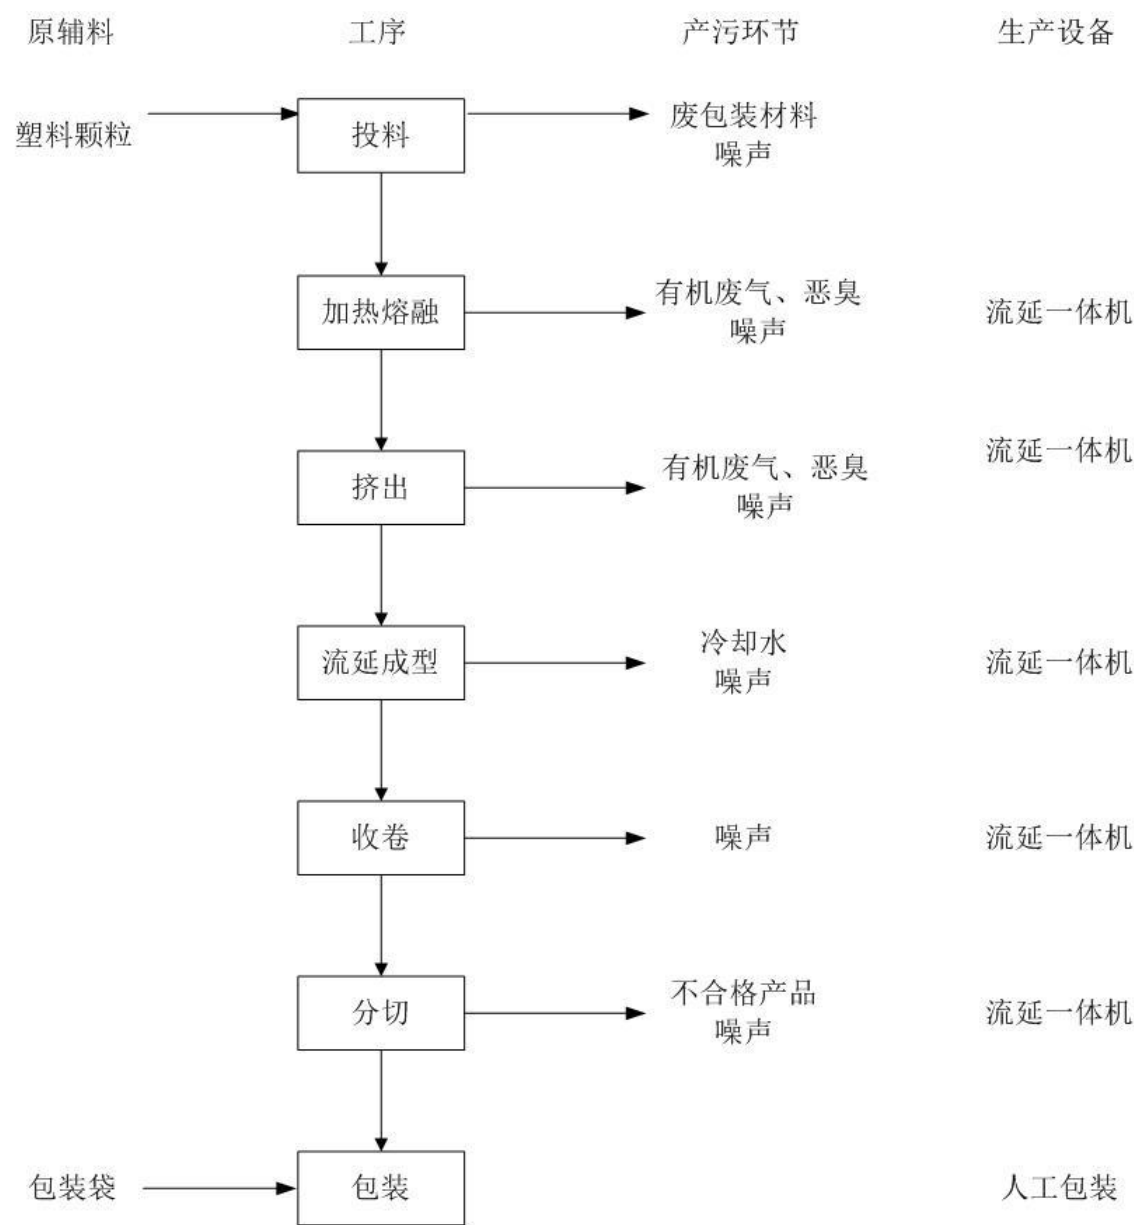 原辅料 工序 产污环节 生产设备
塑料颗粒 投料 废包装材料
噪声
加热熔融 有机废气、恶臭 流延一体机
噪声
流延一体机
挤出 有机废气、恶臭
噪声
流延成型 冷却水 流延一体机
噪声
收卷 噪声 流延一体机
分切 不合格产品 流延一体机
噪声
包装袋 包装 人工包装